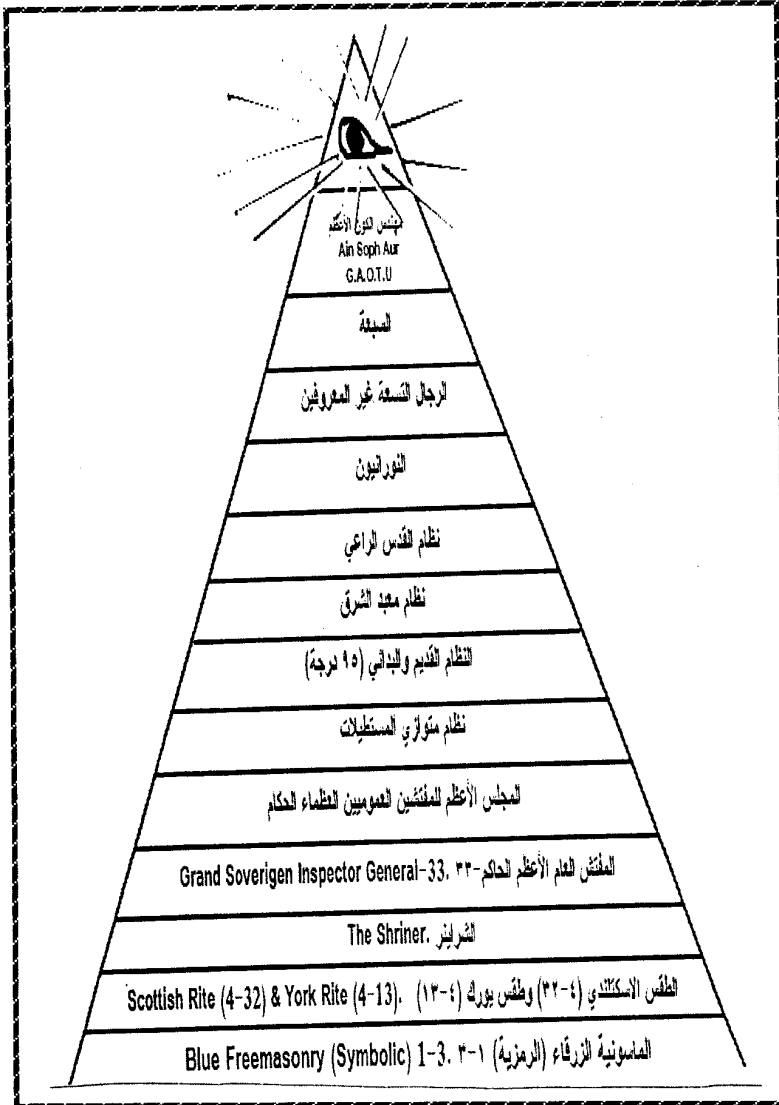 مهندس الكون الأعظم
Ain Soph Aur
G.A.O.T.U
السبعة
الرجال التسعة غير المعروفين
النورانيون
نظام القدس الراعي
نظام معبد الشرق
النظام القديم والبدائي (٩٥ درجة)
نظام متوازي المستطيلات
المجلس الأعظم للمفتشين العموميين العظماء الحكام
Grand Soverigen Inspector General-33. المفتش العام الأعظم الحاكم-٣٣
The Shriner. الشراينر
Scottish Rite (4-32) & York Rite (4-13). الطقس الاسكتلندي (٤-٣٢) وطقس يورك (٤-١٣)
Blue Freemasonry (Symbolic) 1-3. الماسونية الزرقاء (الرمزية) ١-٣